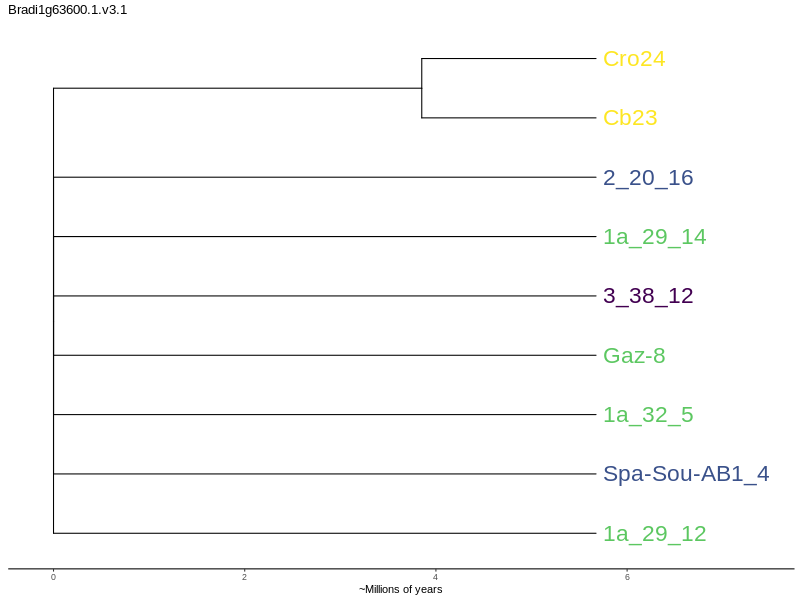 Bradi1g63600.1.v3.1
Cro24
Cb23
2_20_16
1a_29_14
3_38_12
Gaz-8
1a_32_5
Spa-Sou-AB1_4
1a_29_12
0 2 4 6
~Millions of years